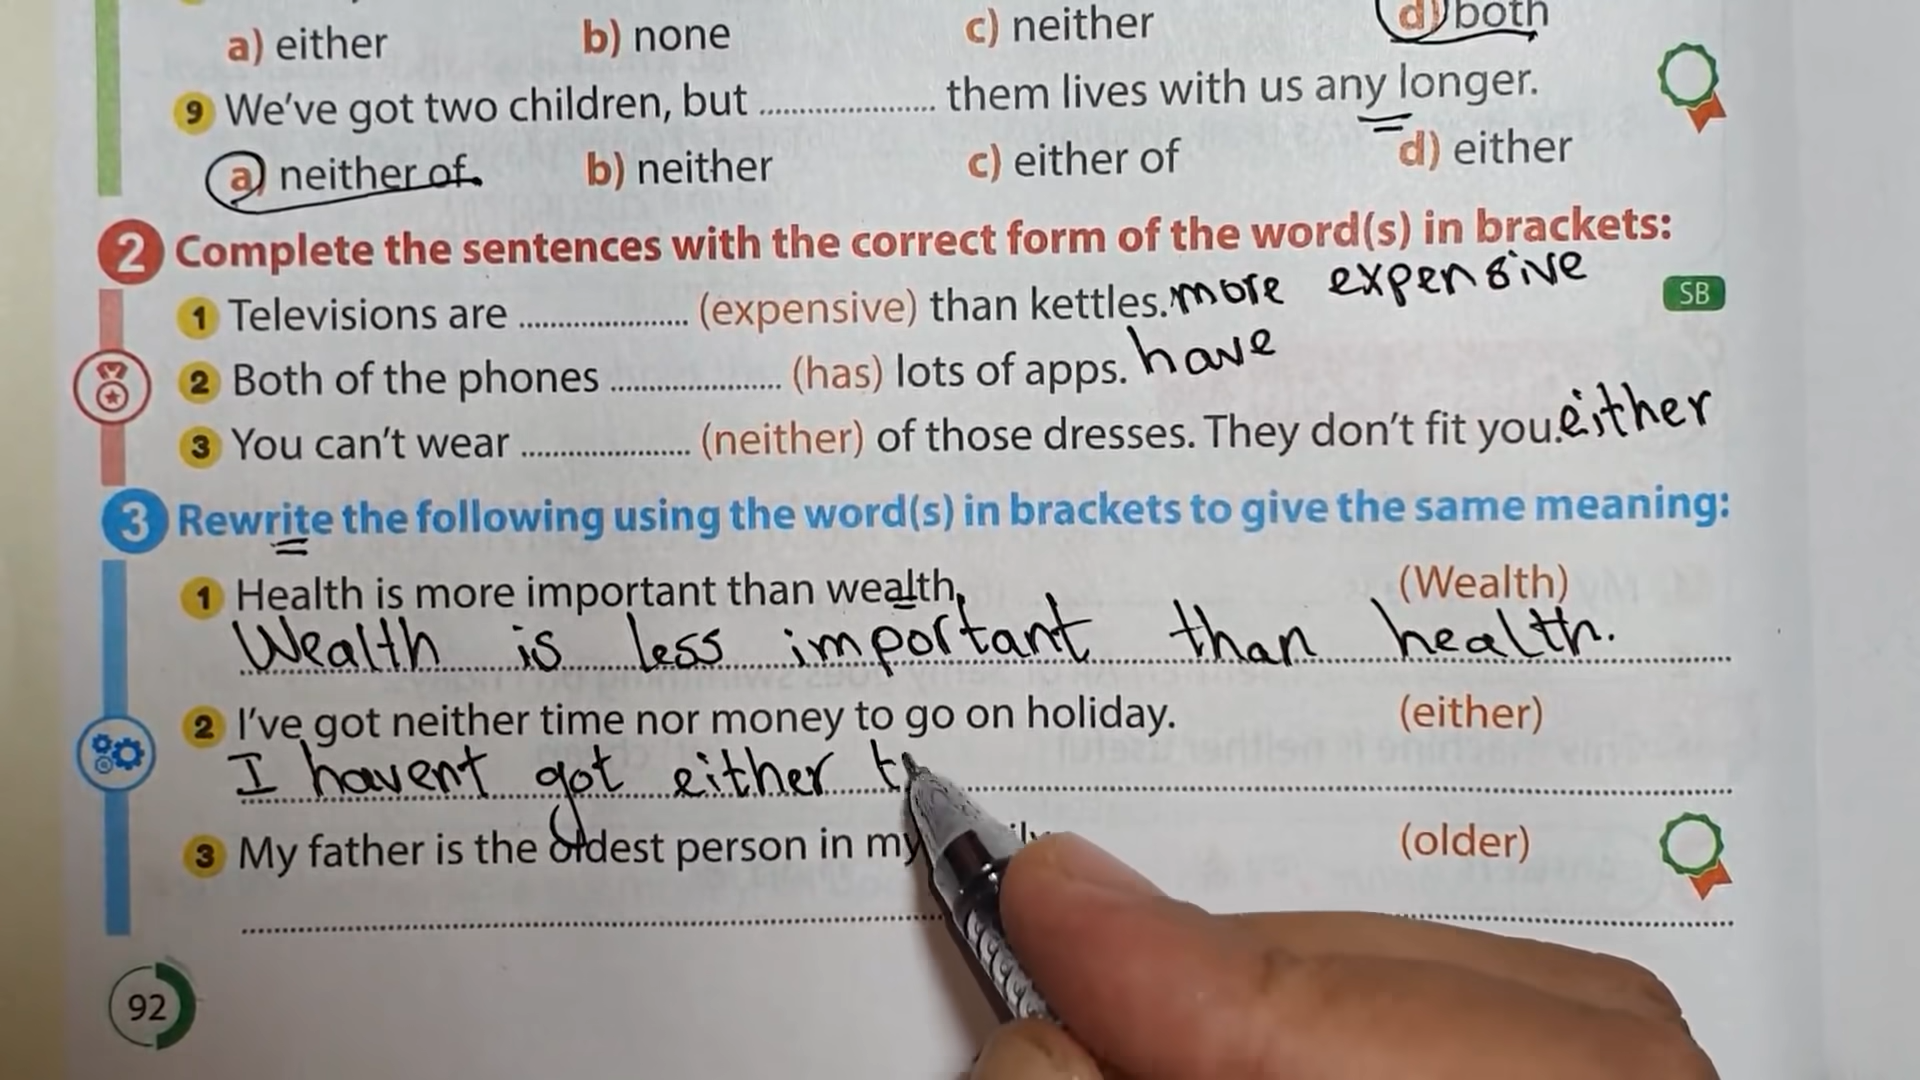 a) either b) none c) neither d) both
9 We've got two children, but .................... them lives with us any longer.
a) neither of b) neither c) either of d) either
2 Complete the sentences with the correct form of the word(s) in brackets:
1 Televisions are .................... (expensive) than kettles. more expensive SB
2 Both of the phones .................... (has) lots of apps. have
3 You can't wear .................... (neither) of those dresses. They don't fit you. either
3 Rewrite the following using the word(s) in brackets to give the same meaning:
1 Health is more important than wealth. (Wealth)
Wealth is less important than health.
2 I've got neither time nor money to go on holiday. (either)
I havent got either
3 My father is the oldest person in my (older)
92